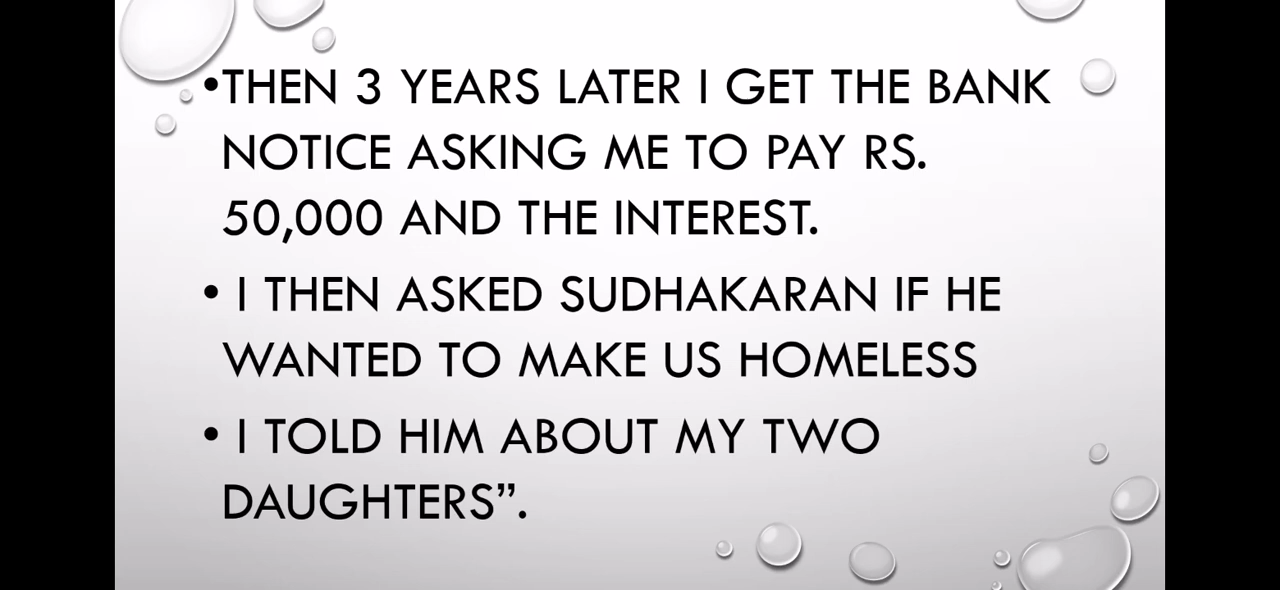 •THEN 3 YEARS LATER I GET THE BANK
NOTICE ASKING ME TO PAY RS.
50,000 AND THE INTEREST.
• I THEN ASKED SUDHAKARAN IF HE
WANTED TO MAKE US HOMELESS
• I TOLD HIM ABOUT MY TWO
DAUGHTERS”.